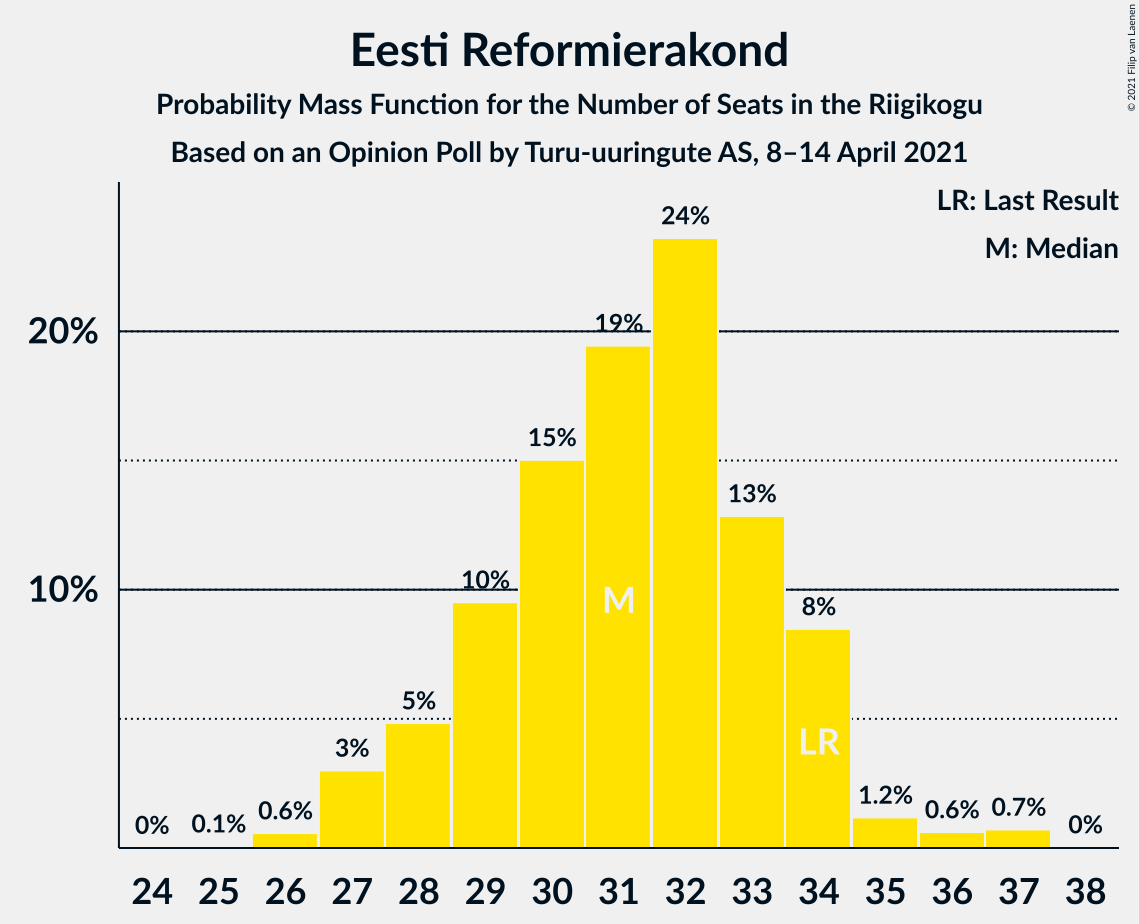 Eesti Reformierakond
Probability Mass Function for the Number of Seats in the Riigikogu
Based on an Opinion Poll by Turu-uuringute AS, 8–14 April 2021
© 2021 Filip van Laenen
LR: Last Result
M: Median
20%
10%
0%
0.1%
0.6%
3%
5%
10%
15%
19%
24%
13%
8%
1.2%
0.6%
0.7%
0%
M
LR
24 25 26 27 28 29 30 31 32 33 34 35 36 37 38